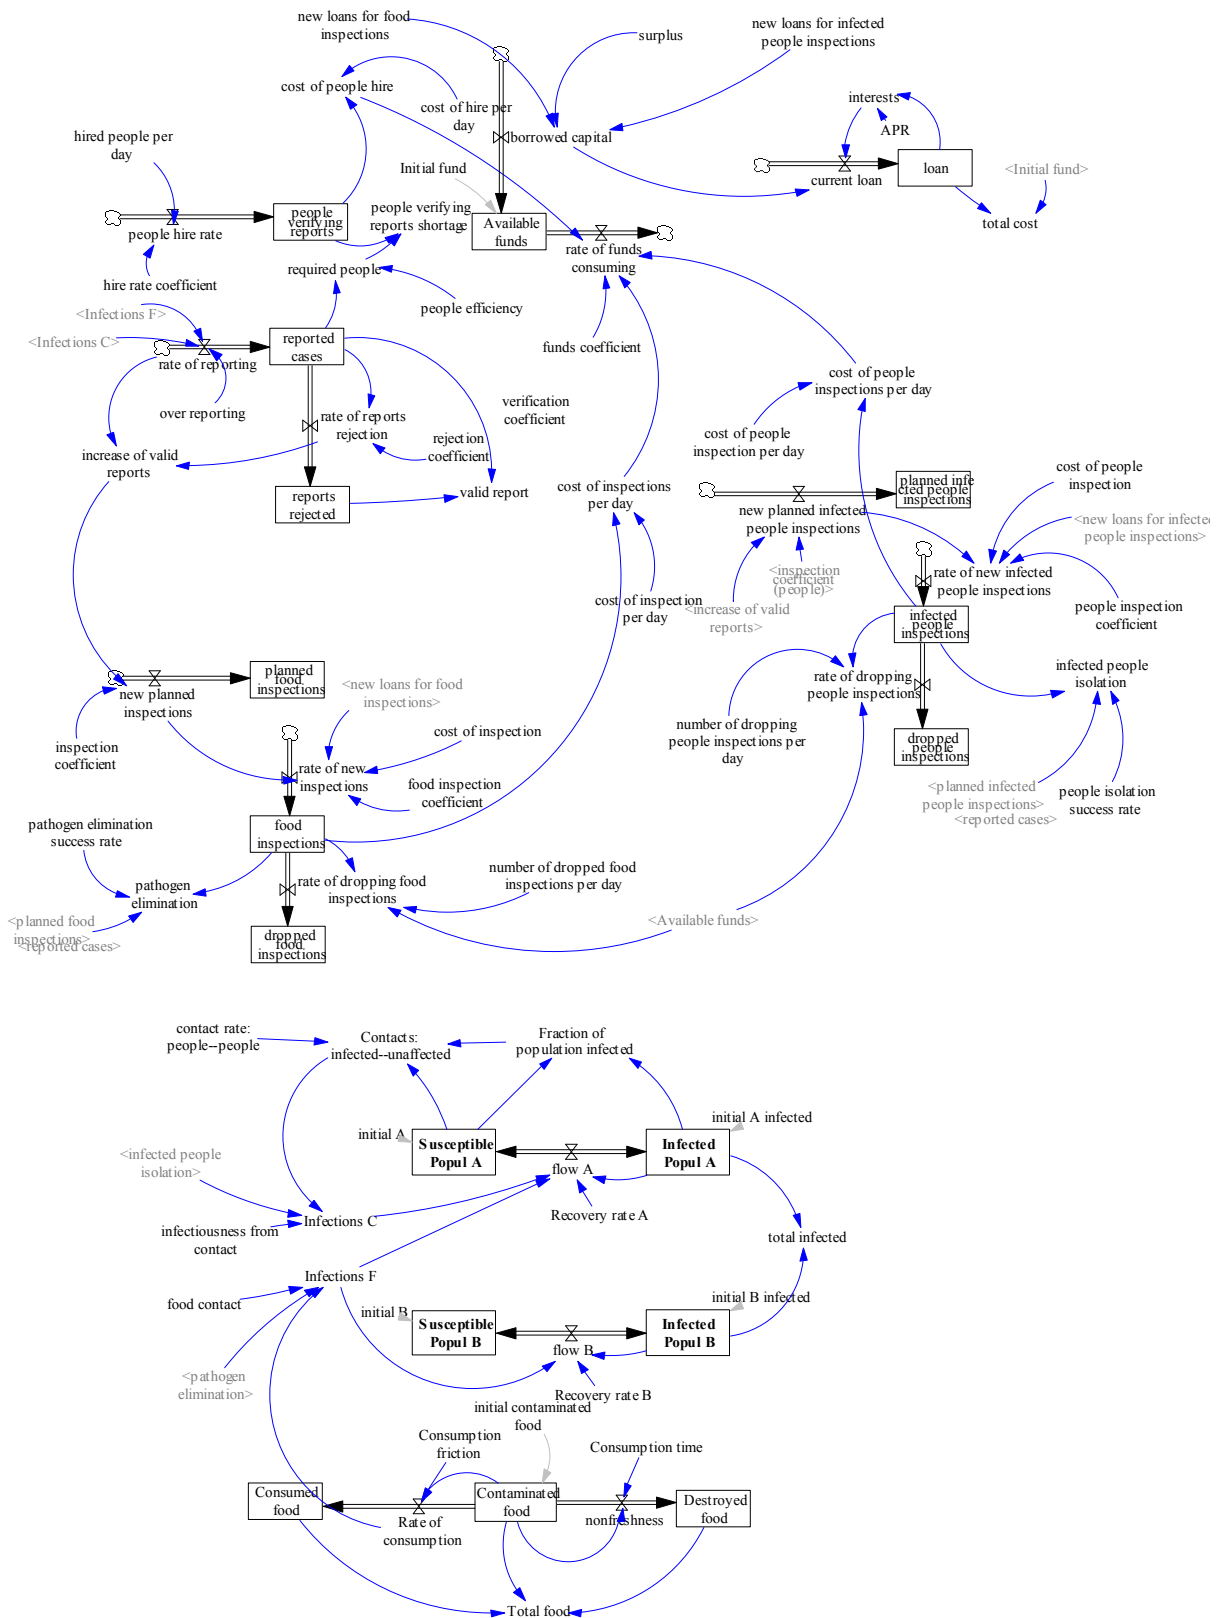 new loans for food
inspections
surplus
new loans for infected
people inspections
cost of people hire
cost of hire per
day
borrowed capital
interests
APR
hired people per
day
Initial fund
current loan
loan
<Initial fund>
people
verifying
reports
people verifying
reports shortage
Available
funds
total cost
people hire rate
rate of funds
consuming
required people
hire rate coefficient
people efficiency
<Infections F>
<Infections C>
reported
cases
funds coefficient
rate of reporting
cost of people
inspections per day
over reporting
verification
coefficient
rate of reports
rejection
rejection
coefficient
cost of people
inspection per day
increase of valid
reports
cost of people
inspection
planned infe
cted people
inspections
reports
rejected
valid report
cost of inspections
per day
new planned infected
people inspections
<new loans for infected
people inspections>
<inspection
coefficient
(people)>
rate of new infected
people inspections
cost of inspection
per day
<increase of valid
reports>
people inspection
coefficient
infected
people
inspections
planned
food
inspections
<new loans for food
inspections>
infected people
isolation
rate of dropping
people inspections
new planned
inspections
number of dropping
people inspections per
day
cost of inspection
dropped
people
inspections
inspection
coefficient
rate of new
inspections
food inspection
coefficient
<planned infected
people inspections>
<reported cases>
people isolation
success rate
pathogen elimination
success rate
food
inspections
number of dropped food
inspections per day
pathogen
elimination
rate of dropping food
inspections
<planned food
inspections>
<reported cases>
<Available funds>
dropped
food
inspections
contact rate:
people--people
Contacts:
infected--unaffected
Fraction of
population infected
initial A
Susceptible
Popul A
Infected
Popul A
initial A infected
<infected people
isolation>
flow A
Infections C
Recovery rate A
infectiousness from
contact
total infected
Infections F
food contact
initial B
Susceptible
Popul B
Infected
Popul B
initial B infected
flow B
<pathogen
elimination>
Recovery rate B
initial contaminated
food
Consumption
friction
Consumption time
Consumed
food
Contaminated
food
Destroyed
food
Rate of
consumption
nonfreshness
Total food